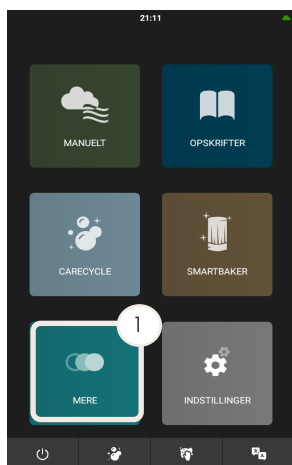 21:11
MANUELT
OPSKRIFTER
CARECYCLE
SMARTBAKER
1
MERE
INDSTILLINGER
A